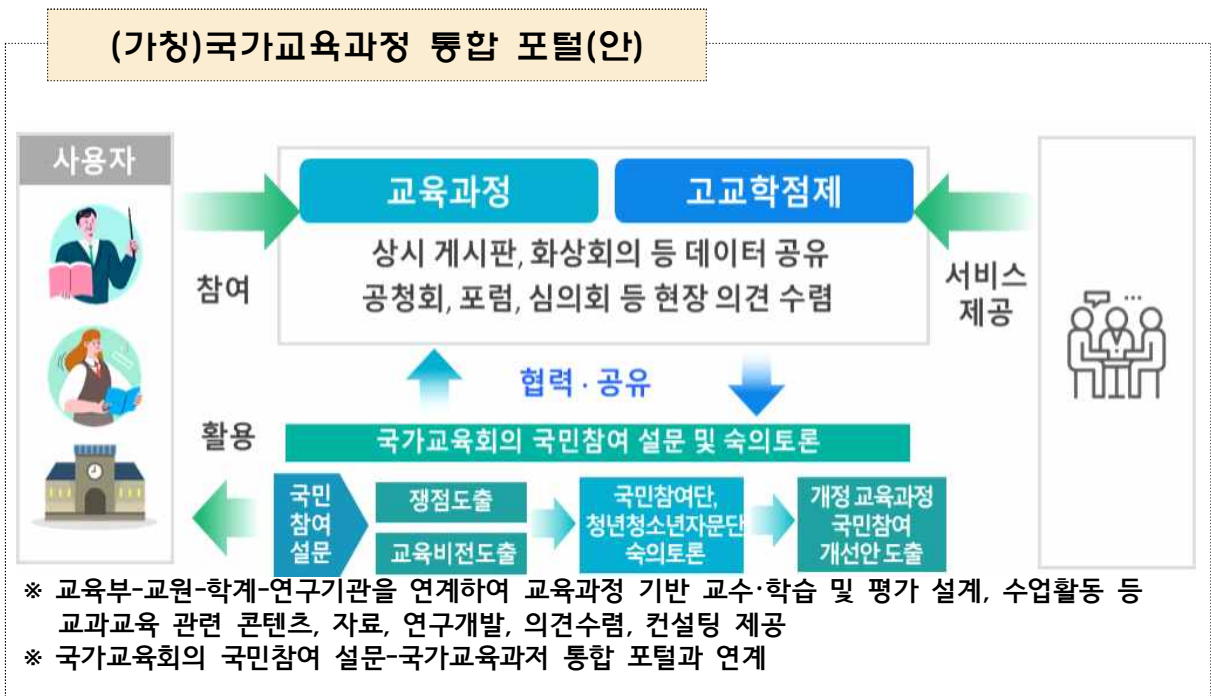 (가칭)국가교육과정 통합 포털(안)
사용자
교육과정
고교학점제
상시 게시판, 화상회의 등 데이터 공유
공청회, 포럼, 심의회 등 현장 의견 수렴
참여
서비스
제공
협력·공유
활용
국가교육회의 국민참여 설문 및 숙의토론
국민
참여
설문
쟁점도출
교육비전도출
국민참여단,
청년청소년자문단
숙의토론
개정 교육과정
국민참여
개선안 도출
※ 교육부-교원-학계-연구기관을 연계하여 교육과정 기반 교수·학습 및 평가 설계, 수업활동 등
교과교육 관련 콘텐츠, 자료, 연구개발, 의견수렴, 컨설팅 제공
※ 국가교육회의 국민참여 설문-국가교육과저 통합 포털과 연계